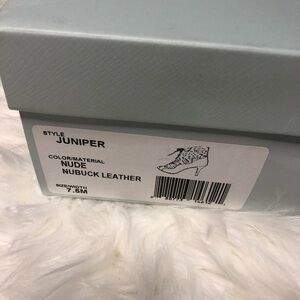 STYLE
JUNIPER
COLOR/MATERIAL
NUDE
NUBUCK LEATHER
SIZE/WIDTH
7.5M